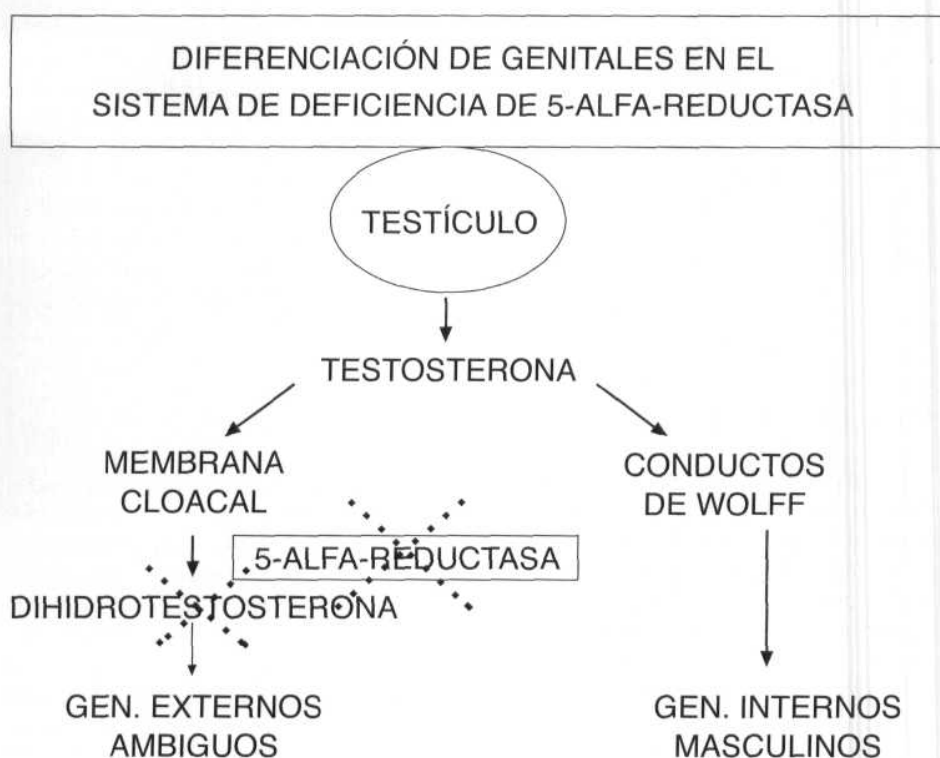 DIFERENCIACIÓN DE GENITALES EN EL
SISTEMA DE DEFICIENCIA DE 5-ALFA-REDUCTASA
TESTÍCULO
TESTOSTERONA
MEMBRANA
CLOACAL
CONDUCTOS
DE WOLFF
5-ALFA-REDUCTASA
DIHIDROTESTOSTERONA
GEN. EXTERNOS
AMBIGUOS
GEN. INTERNOS
MASCULINOS